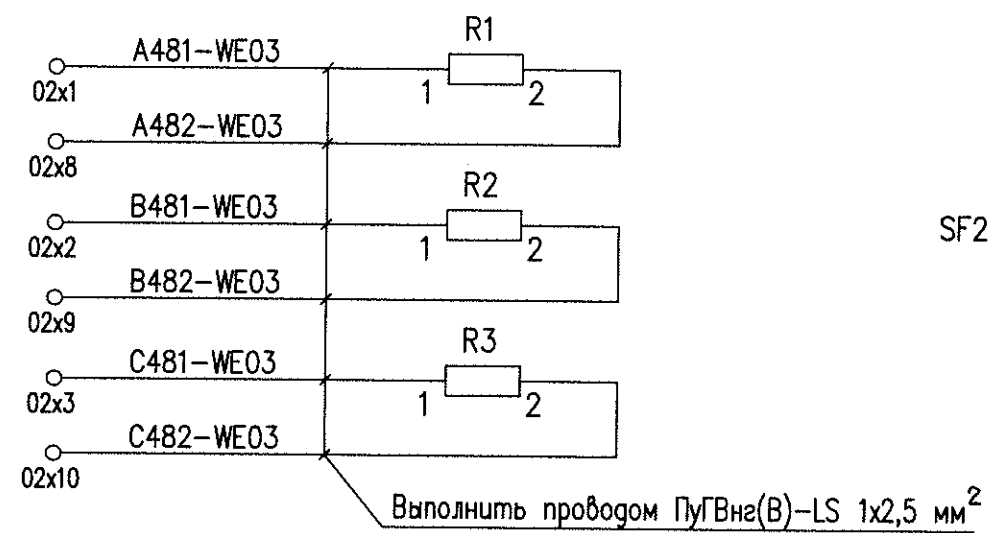 R1
A481-WE03
02x1
1 2
A482-WE03
02x8
R2
B481-WE03
02x2
1 2
SF2
B482-WE03
02x9
R3
C481-WE03
02x3
1 2
C482-WE03
02x10
Выполнить проводом ПуГВнг(В)-LS 1x2,5 мм²